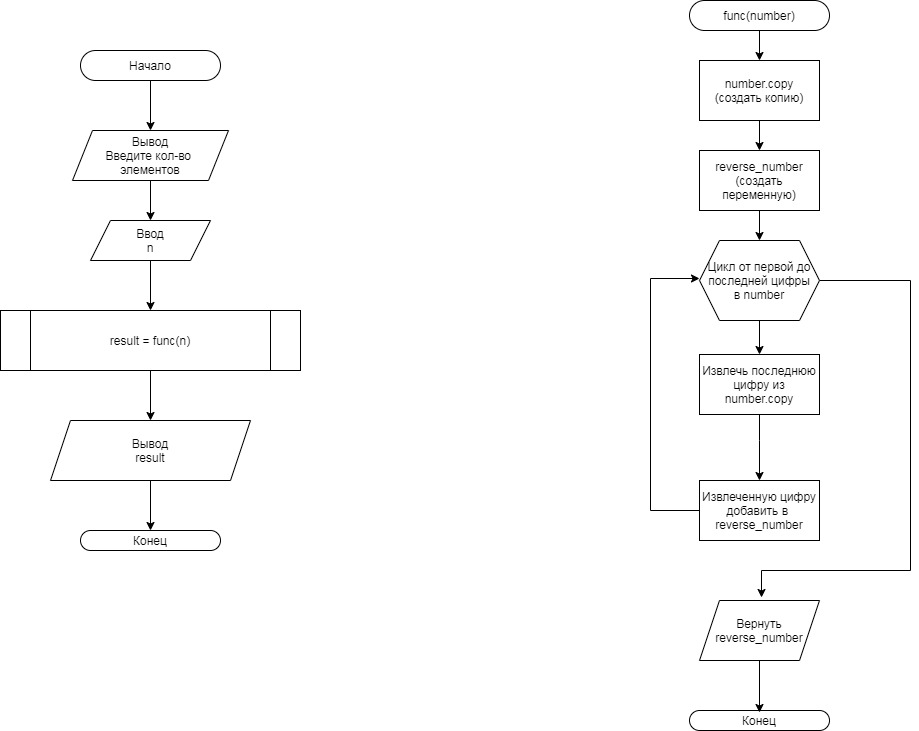 Начало
Вывод
Введите кол-во
элементов
Ввод
n
result = func(n)
Вывод
result
Конец
func(number)
number.copy
(создать копию)
reverse_number
(создать
переменную)
Цикл от первой до
последней цифры
в number
Извлечь последнюю
цифру из
number.copy
Извлеченную цифру
добавить в
reverse_number
Вернуть
reverse_number
Конец